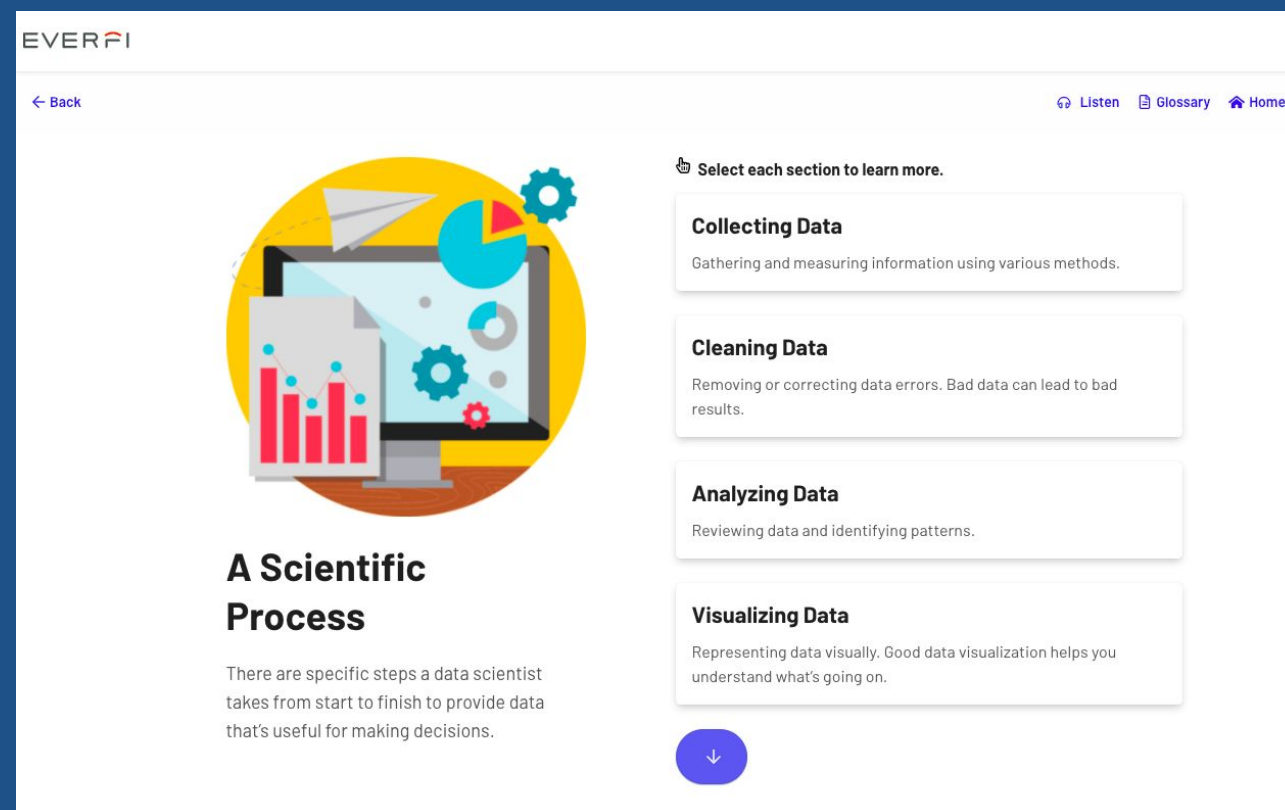 EVERFI
← Back
Listen
Glossary
Home
A Scientific
Process
There are specific steps a data scientist
takes from start to finish to provide data
that's useful for making decisions.
Select each section to learn more.
Collecting Data
Gathering and measuring information using various methods.
Cleaning Data
Removing or correcting data errors. Bad data can lead to bad
results.
Analyzing Data
Reviewing data and identifying patterns.
Visualizing Data
Representing data visually. Good data visualization helps you
understand what's going on.